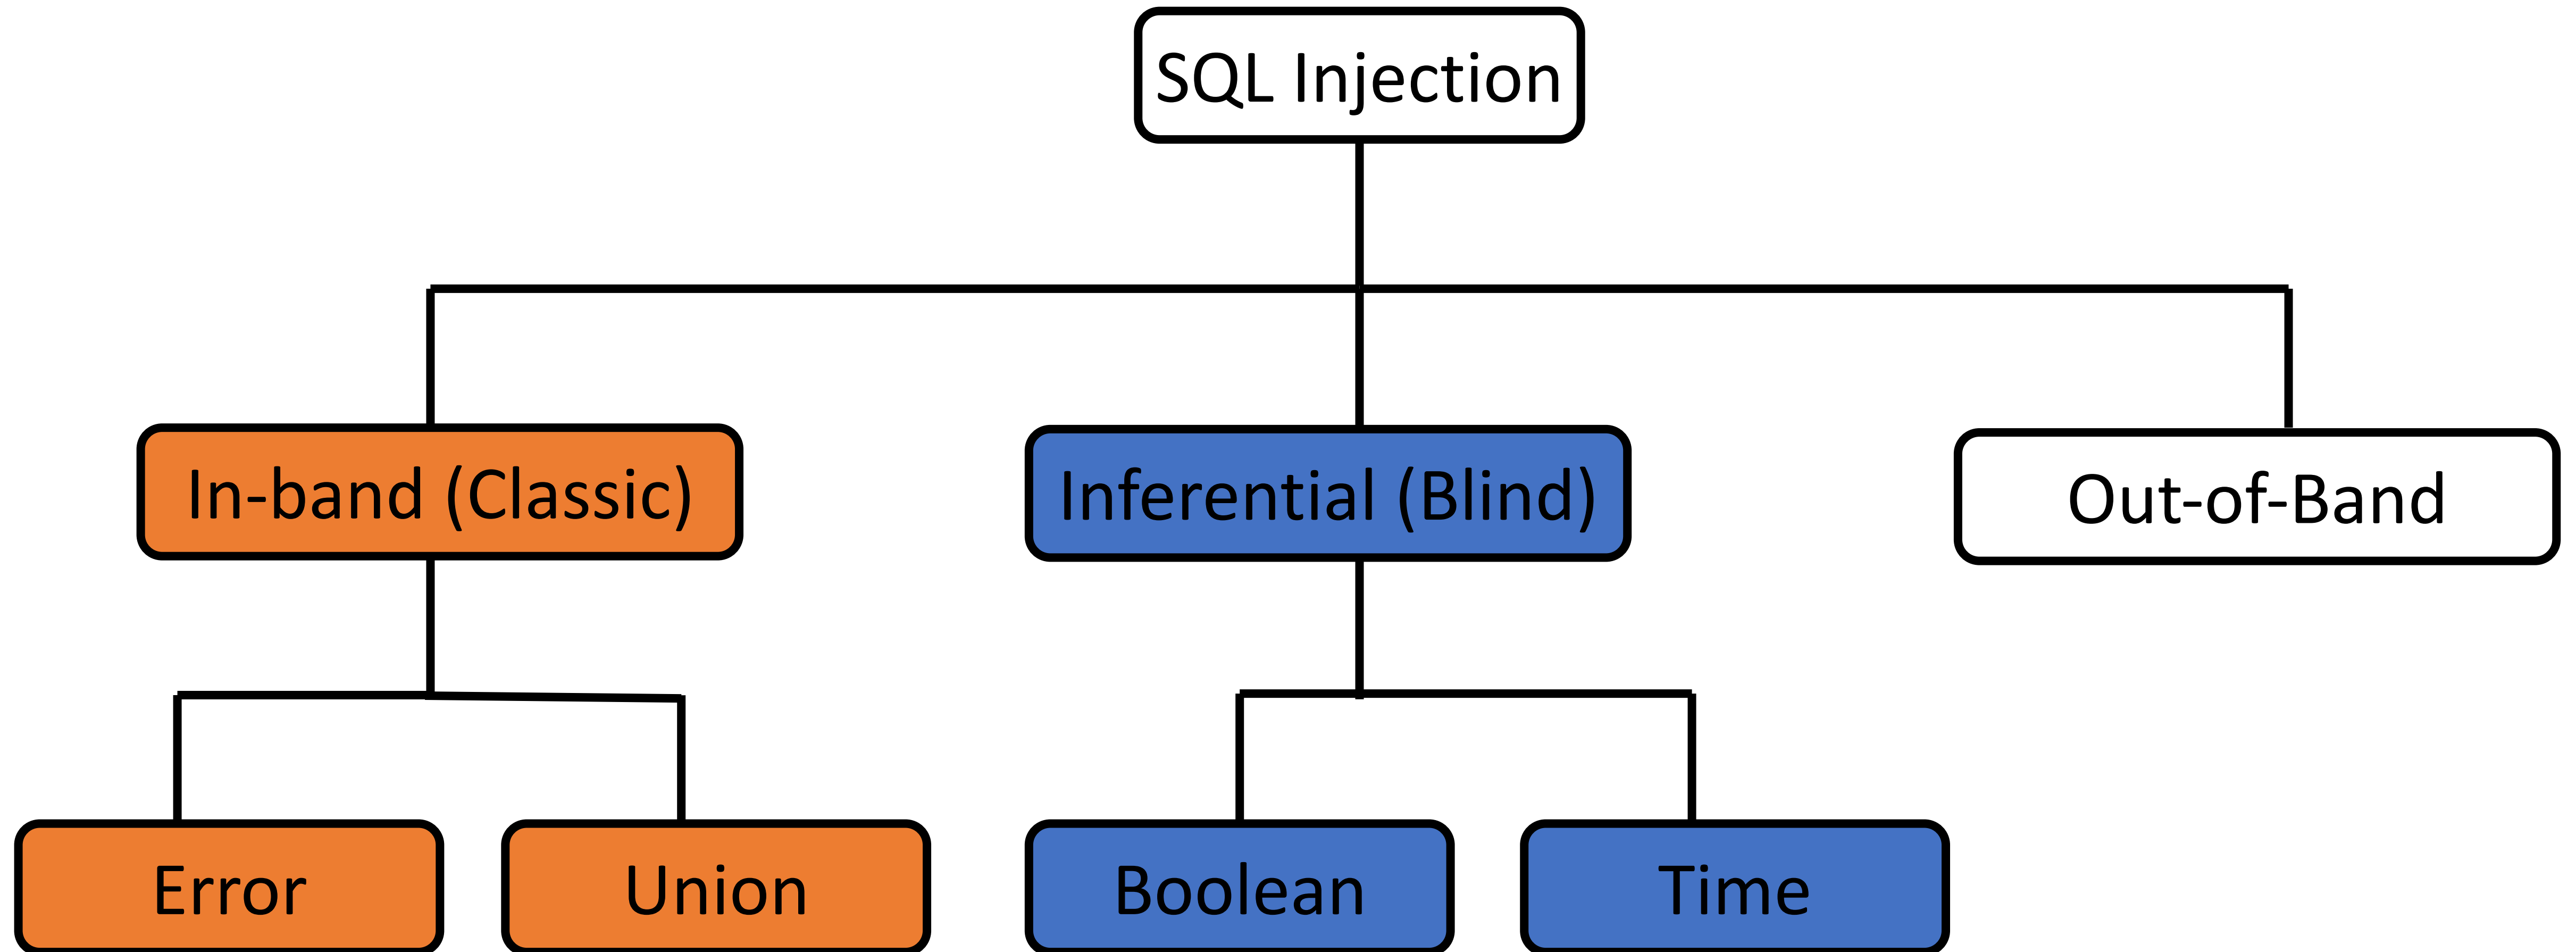 SQL Injection
In-band (Classic)
Inferential (Blind)
Out-of-Band
Error
Union
Boolean
Time